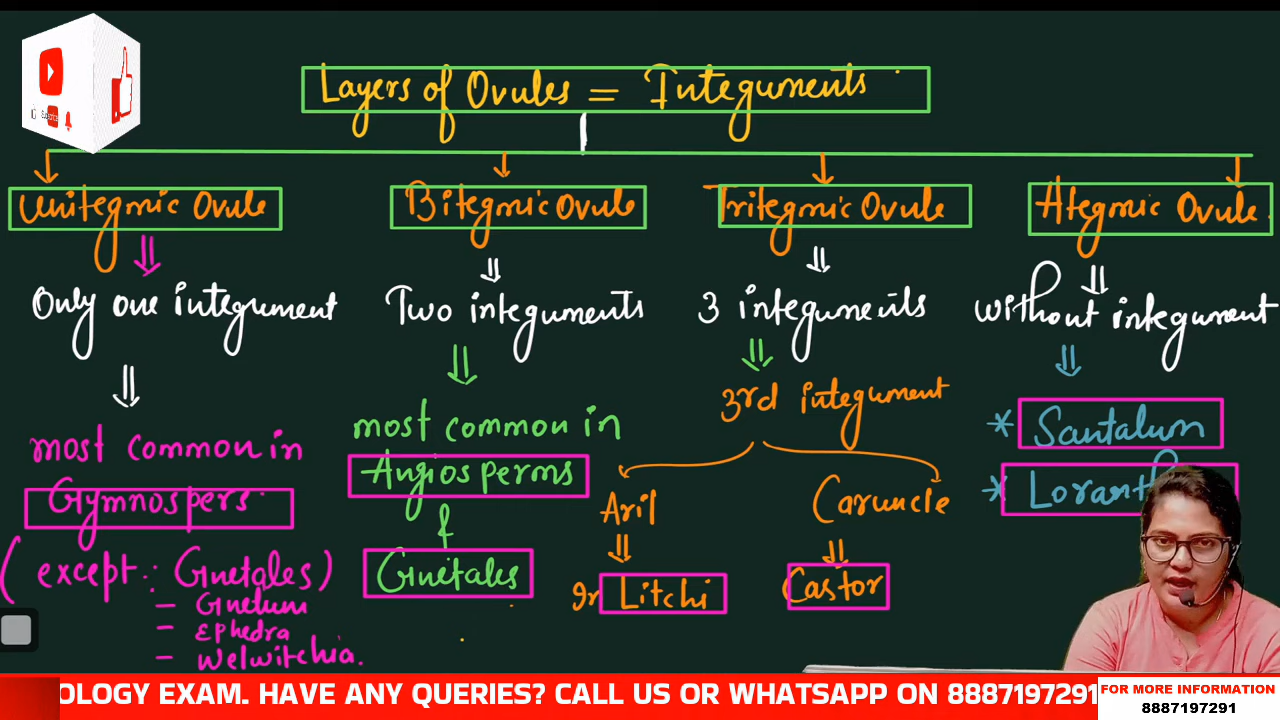 Layers of Ovules = Integuments
Unitegmic Ovule
Bitegmic Ovule
Tritegmic Ovule
Ategmic Ovule
Only one integument
Two integuments
3 integuments
without integument
most common in
Gymnospers
(except: Gnetales)
- Gnetum
- Ephedra
- Welwitchia.
most common in
Angiosperms
&
Gnetales
3rd integument
Aril
In Litchi
Caruncle
Castor
* Santalum
*
OLOGY EXAM. HAVE ANY QUERIES? CALL US OR WHATSAPP ON 8887197291
FOR MORE INFORMATION
8887197291